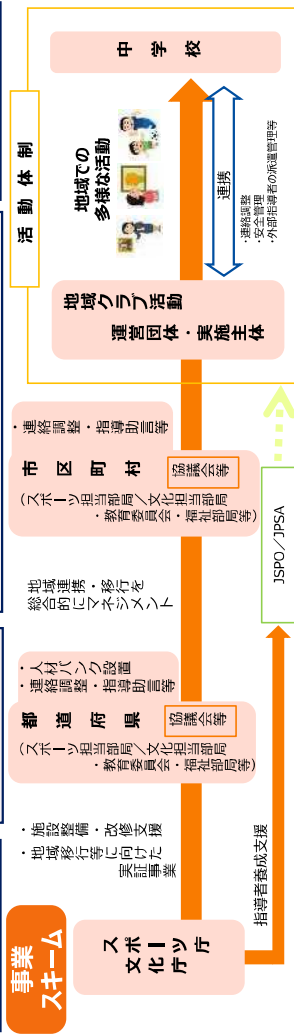 事業
スキーム
スポーツ庁
文化庁
・施設整備・改修支援
・地域移行等に向けた
実証事業
指導者養成支援
都道府県
協議会等
（スポーツ担当部局／文化担当部局
・教育委員会・福祉部局等）
・人材バンク設置
・連絡調整・指導助言等
地域連携・移行を
総合的にマネジメント
市区町村
協議会等
（スポーツ担当部局／文化担当部局
・教育委員会・福祉部局等）
・連絡調整・指導助言等
JSPO／JPSA
活動体制
地域クラブ活動
運営団体・実施主体
地域での
多様な活動
連携
・連絡調整
・安全管理
・外部指導者の派遣管理等
中学校